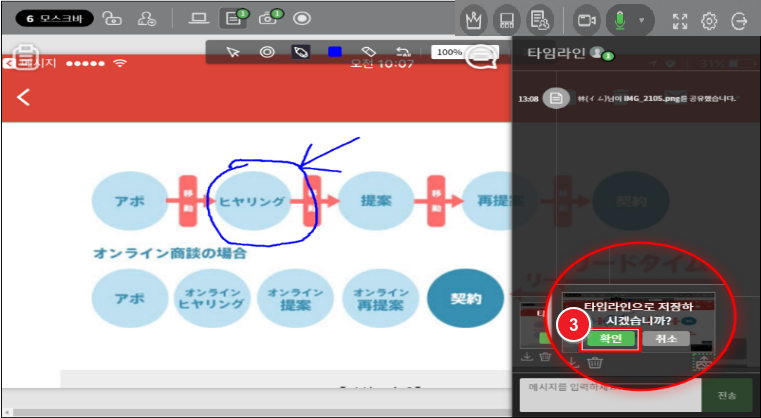 6 모스크바
타임라인 1
시지 오전 10:07 100%
13:08 林(イム)님이 IMG_2105.png를 공유했습니다.
アポ 移動 ヒヤリング 移動 提案 移動 再提案 契約
オンライン商談の場合
リードタイム
アポ オンラインヒヤリング オンライン提案 オンライン再提案 契約
타임라인으로 저장하
시겠습니까?
3 확인 취소
메시지를 입력하세요
전송